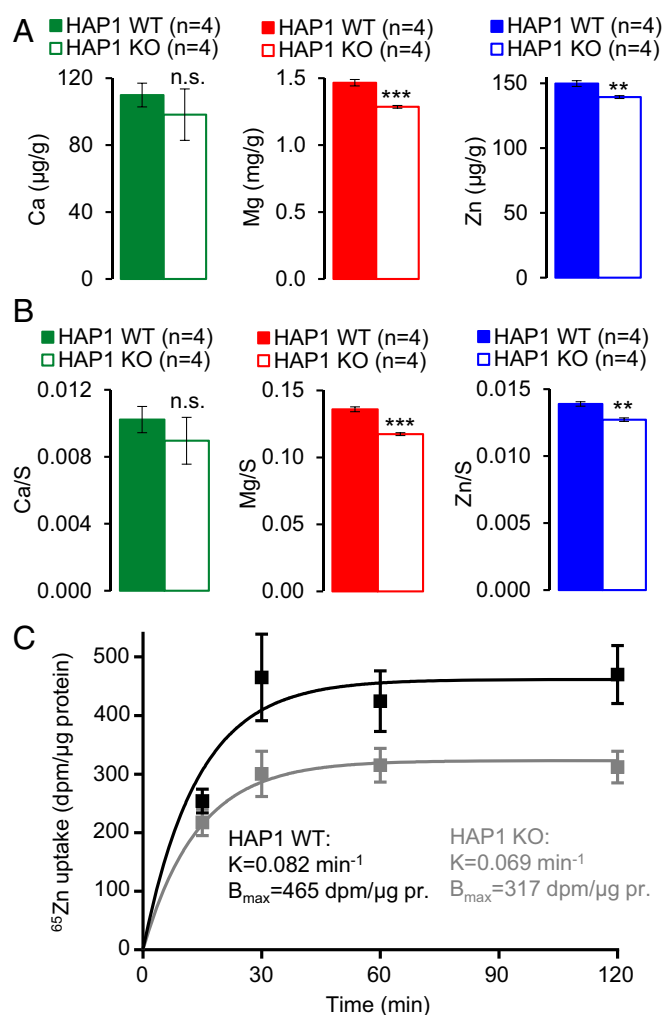 A
HAP1 WT (n=4)
HAP1 KO (n=4)
HAP1 WT (n=4)
HAP1 KO (n=4)
HAP1 WT (n=4)
HAP1 KO (n=4)
Ca (µg/g)
120
80
40
0
n.s.
Mg (mg/g)
1.5
1.0
0.5
0.0
***
Zn (µg/g)
150
100
50
0
**
B
HAP1 WT (n=4)
HAP1 KO (n=4)
HAP1 WT (n=4)
HAP1 KO (n=4)
HAP1 WT (n=4)
HAP1 KO (n=4)
Ca/S
0.012
0.008
0.004
0.000
n.s.
Mg/S
0.15
0.10
0.05
0.00
***
Zn/S
0.015
0.010
0.005
0.000
**
C
⁶⁵Zn uptake (dpm/µg protein)
500
400
300
200
100
0
HAP1 WT:
K=0.082 min⁻¹
Bmax=465 dpm/µg pr.
HAP1 KO:
K=0.069 min⁻¹
Bmax=317 dpm/µg pr.
0 30 60 90 120
Time (min)